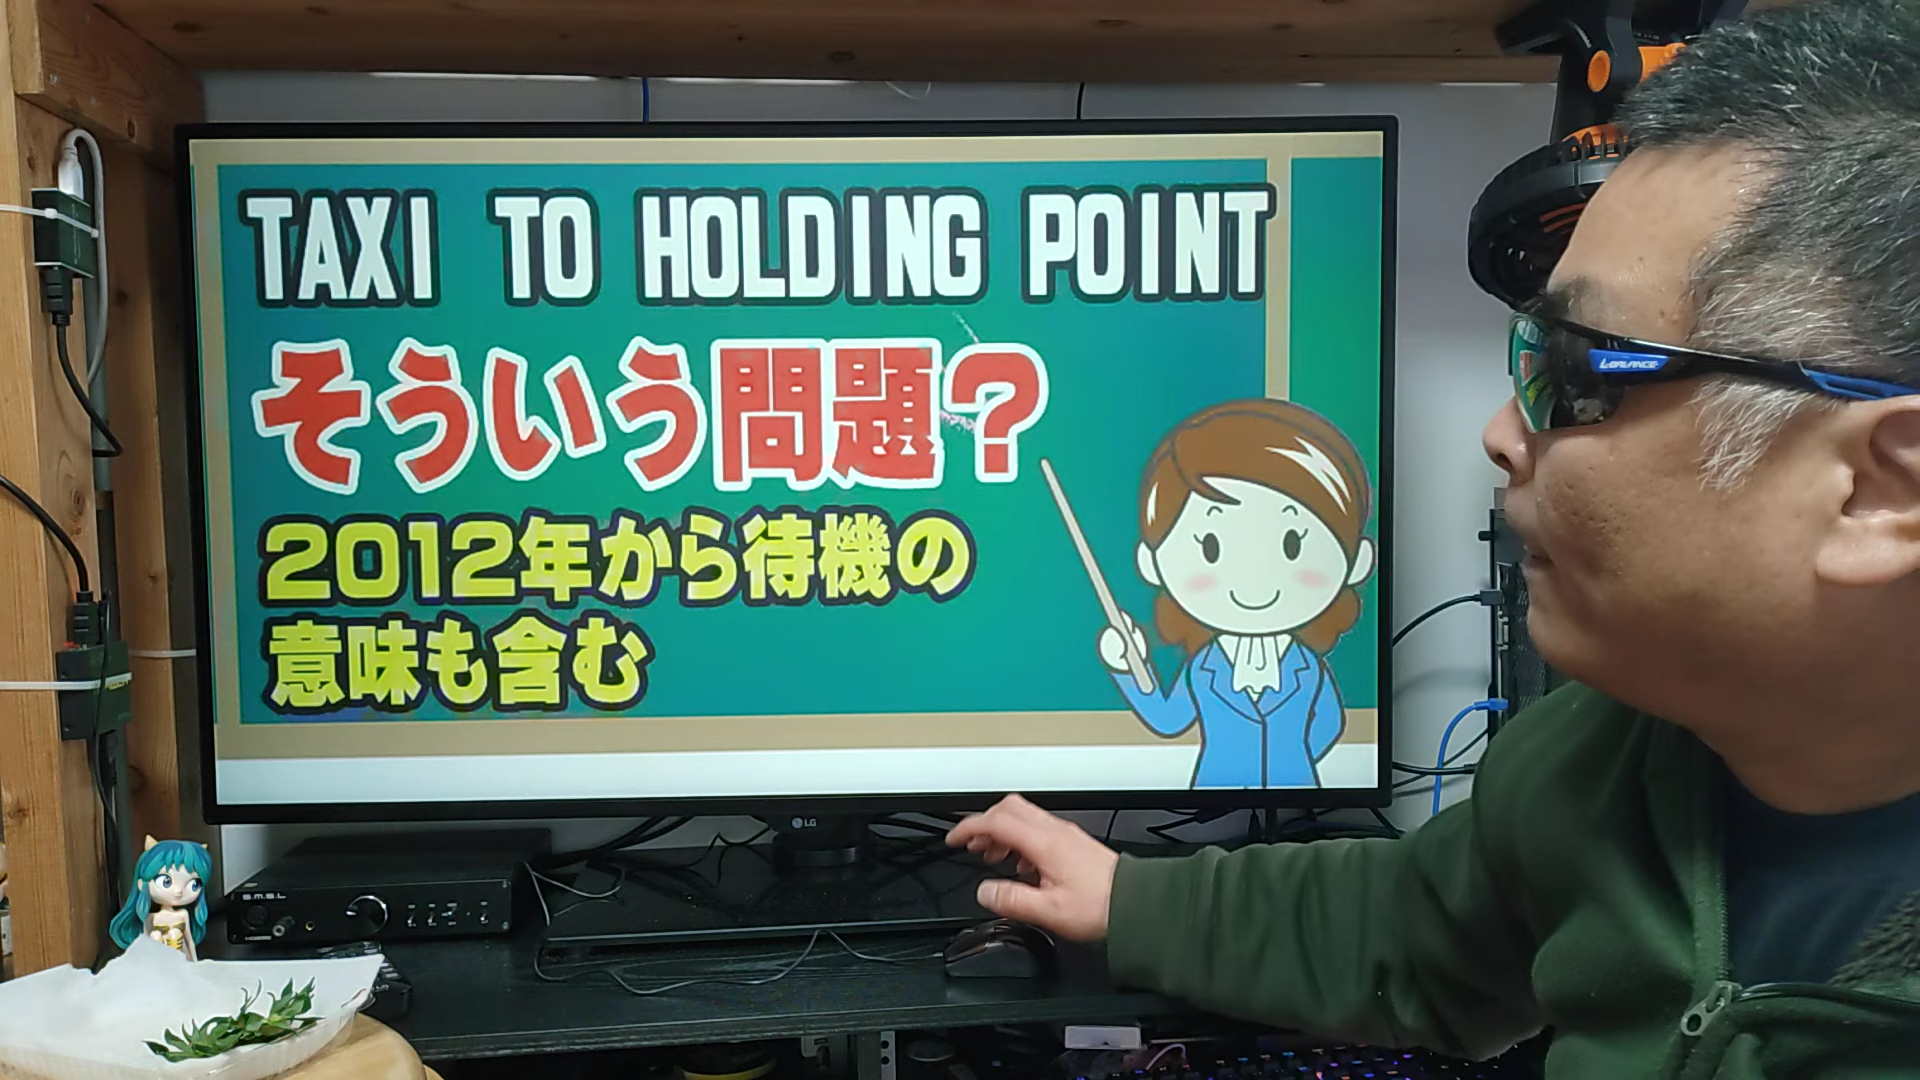 TAXI TO HOLDING POINT
そういう問題?
2012年から待機の
意味も含む
LG
S.M.S.L
L-BALANCE